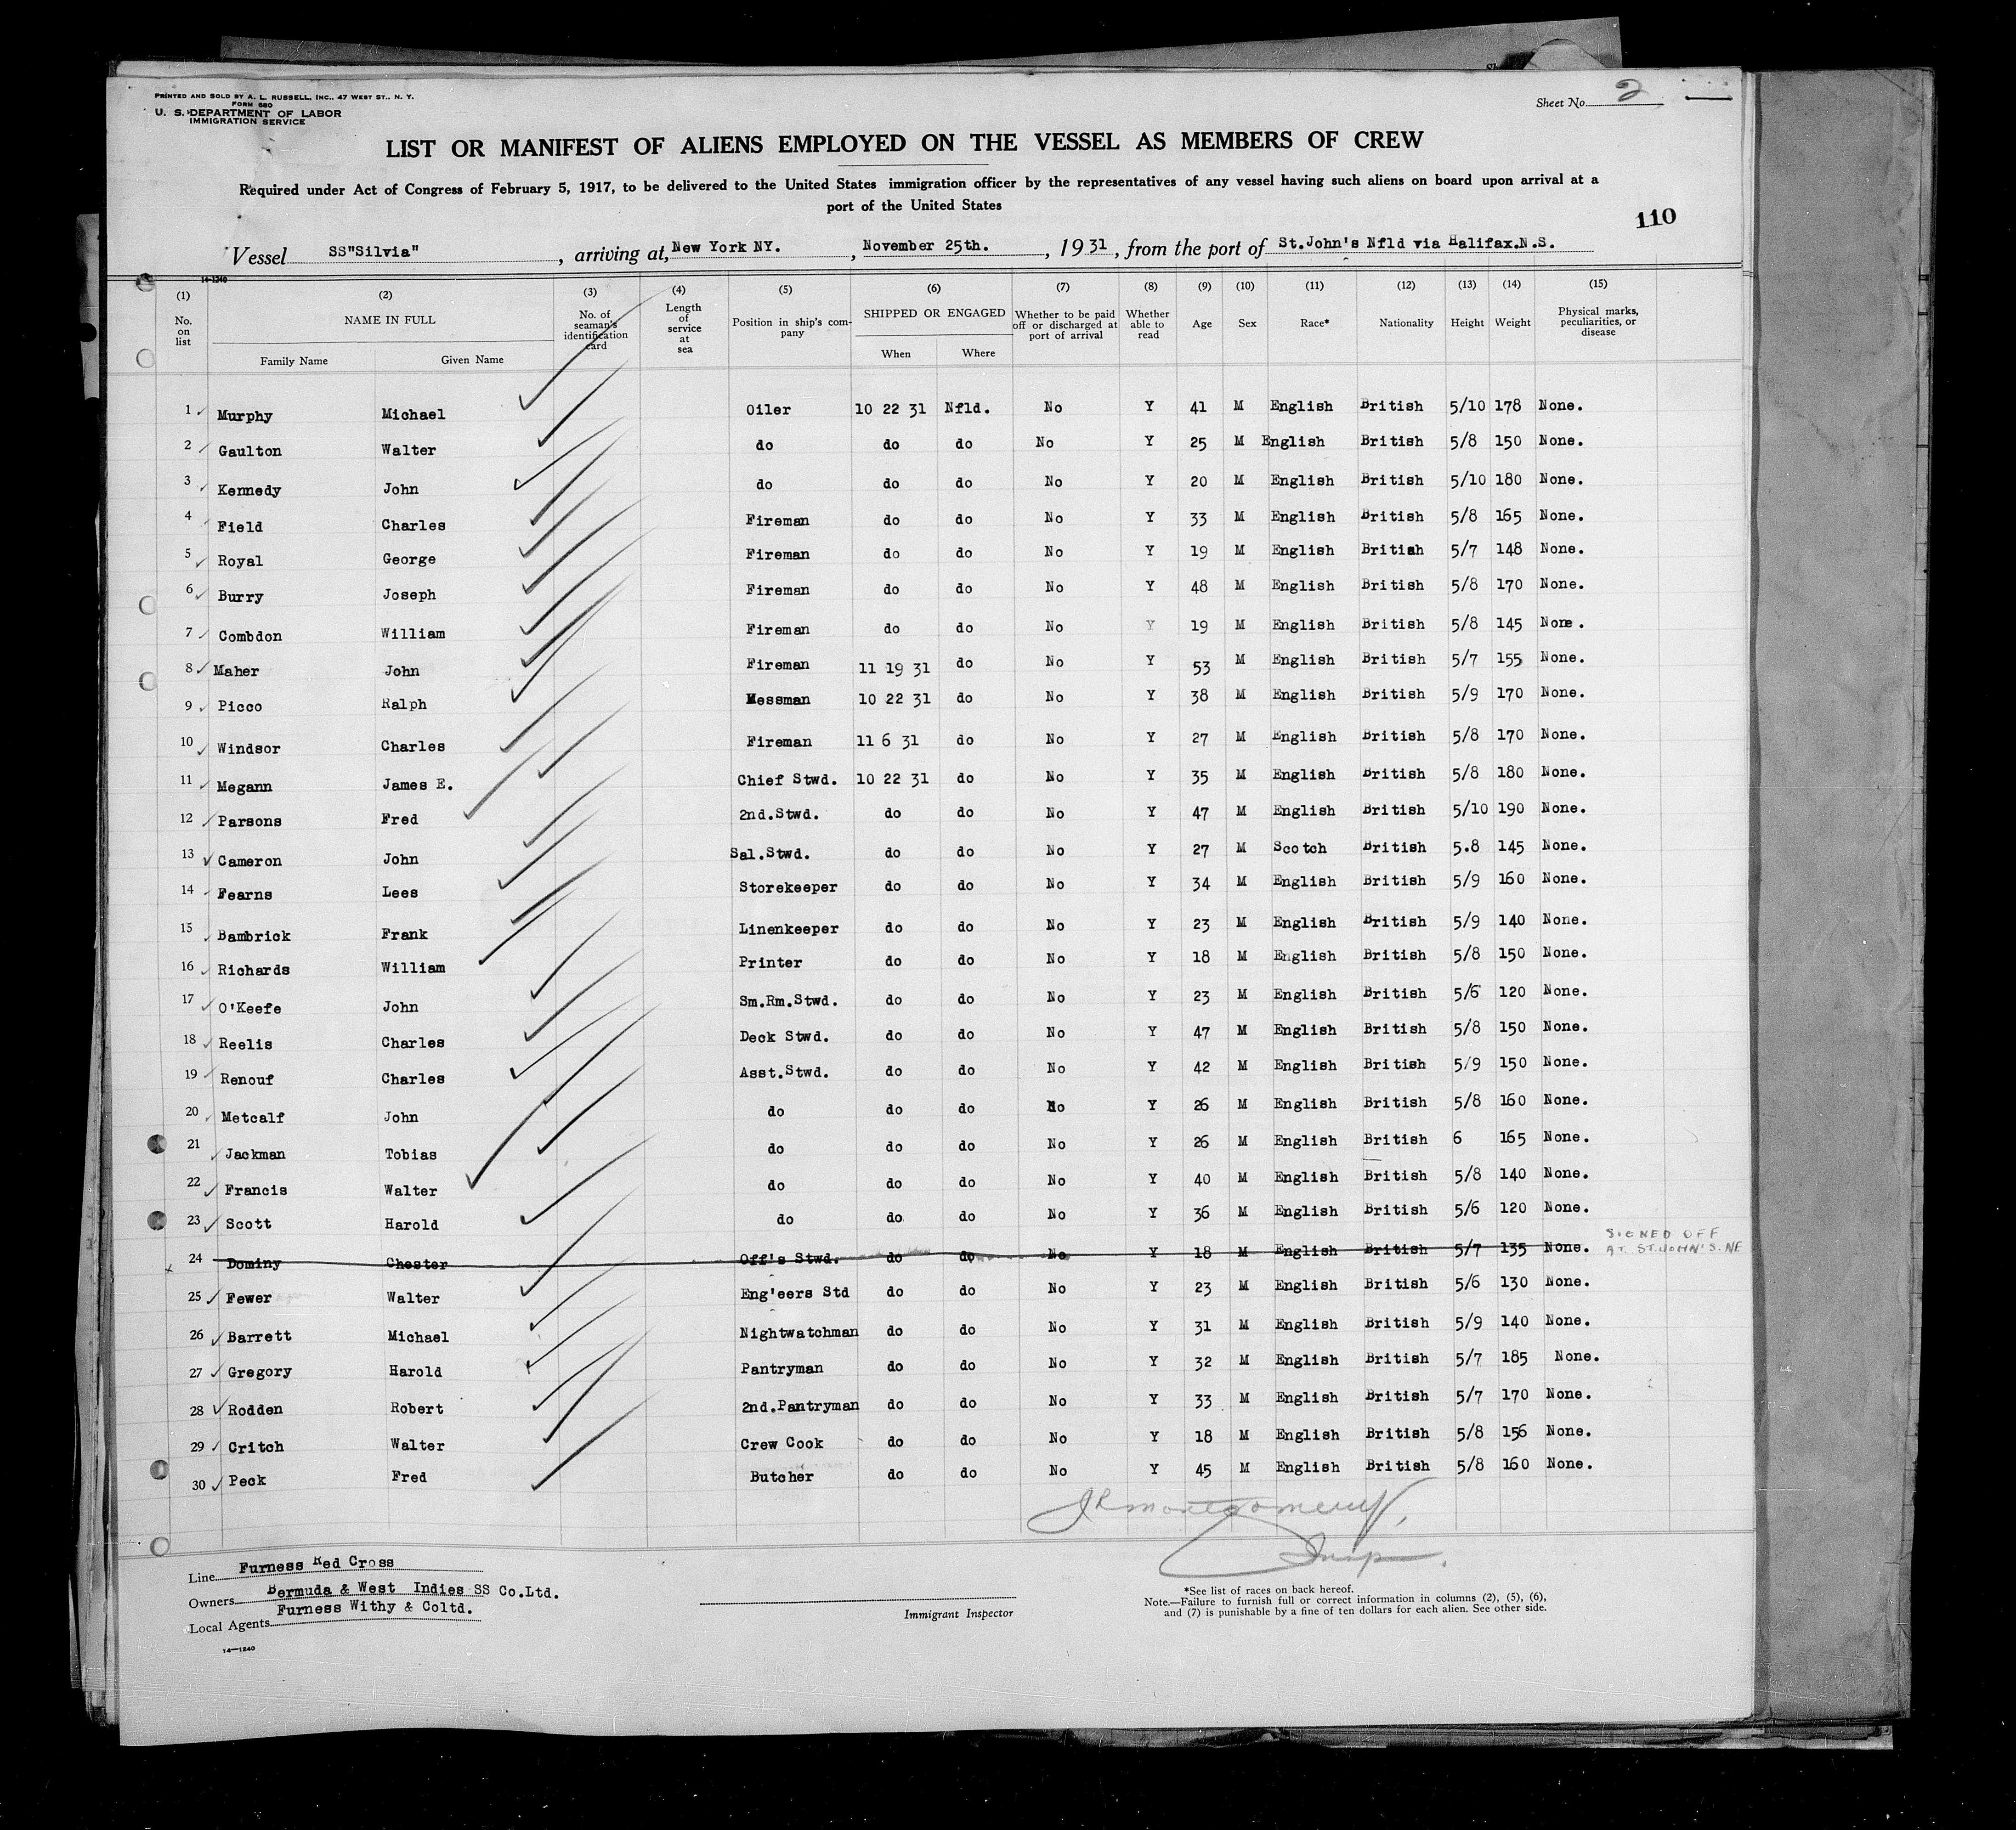 PRINTED AND SOLD BY A. L. RUSSELL, INC., 47 WEST ST., N. Y.
FORM 680
U. S. DEPARTMENT OF LABOR
IMMIGRATION SERVICE
Sheet No. 2
LIST OR MANIFEST OF ALIENS EMPLOYED ON THE VESSEL AS MEMBERS OF CREW
Required under Act of Congress of February 5, 1917, to be delivered to the United States immigration officer by the representatives of any vessel having such aliens on board upon arrival at a
port of the United States
110
Vessel SS"Silvia", arriving at, New York NY., November 25th., 1931, from the port of St.John's Nfld via Halifax.N.S.
14-1240
(1) (2) (3) (4) (5) (6) (7) (8) (9) (10) (11) (12) (13) (14) (15)
No. on list NAME IN FULL Family Name Given Name No. of seaman's identification card Length of service at sea Position in ship's company SHIPPED OR ENGAGED When Where Whether to be paid off or discharged at port of arrival Whether able to read Age Sex Race* Nationality Height Weight Physical marks, peculiarities, or disease
1 Murphy Michael Oiler 10 22 31 Nfld. No Y 41 M English British 5/10 178 None.
2 Gaulton Walter do do do No Y 25 M English British 5/8 150 None.
3 Kennedy John do do do No Y 20 M English British 5/10 180 None.
4 Field Charles Fireman do do No Y 33 M English British 5/8 165 None.
5 Royal George Fireman do do No Y 19 M English British 5/7 148 None.
6 Burry Joseph Fireman do do No Y 48 M English British 5/8 170 None.
7 Combdon William Fireman do do No Y 19 M English British 5/8 145 None.
8 Maher John Fireman 11 19 31 do No Y 53 M English British 5/7 155 None.
9 Picco Ralph Messman 10 22 31 do No Y 38 M English British 5/9 170 None.
10 Windsor Charles Fireman 11 6 31 do No Y 27 M English British 5/8 170 None.
11 Megann James E. Chief Stwd. 10 22 31 do No Y 35 M English British 5/8 180 None.
12 Parsons Fred 2nd.Stwd. do do No Y 47 M English British 5/10 190 None.
13 Cameron John Sal.Stwd. do do No Y 27 M Scotch British 5.8 145 None.
14 Fearns Lees Storekeeper do do No Y 34 M English British 5/9 160 None.
15 Bambrick Frank Linenkeeper do do No Y 23 M English British 5/9 140 None.
16 Richards William Printer do do No Y 18 M English British 5/8 150 None.
17 O'Keefe John Sm.Rm.Stwd. do do No Y 23 M English British 5/6 120 None.
18 Reelis Charles Deck Stwd. do do No Y 47 M English British 5/8 150 None.
19 Renouf Charles Asst.Stwd. do do No Y 42 M English British 5/9 150 None.
20 Metcalf John do do do No Y 26 M English British 5/8 160 None.
21 Jackman Tobias do do do No Y 26 M English British 6 165 None.
22 Francis Walter do do do No Y 40 M English British 5/8 140 None.
23 Scott Harold do do do No Y 36 M English British 5/6 120 None.
24 Dominy Chester Off's Stwd. do do No Y 18 M English British 5/7 135 None. SIGNED OFF AT. ST.JOHN'S.NF
25 Fewer Walter Eng'eers Std do do No Y 23 M English British 5/6 130 None.
26 Barrett Michael Nightwatchman do do No Y 31 M English British 5/9 140 None.
27 Gregory Harold Pantryman do do No Y 32 M English British 5/7 185 None.
28 Rodden Robert 2nd.Pantryman do do No Y 33 M English British 5/7 170 None.
29 Critch Walter Crew Cook do do No Y 18 M English British 5/8 156 None.
30 Peck Fred Butcher do do No Y 45 M English British 5/8 160 None.
Montgomery,
Insp.
Line Furness Red Cross
Owners Bermuda & West Indies SS Co.Ltd.
Local Agents Furness Withy & Coltd.
14-1240
Immigrant Inspector
*See list of races on back hereof.
Note.—Failure to furnish full or correct information in columns (2), (5), (6),
and (7) is punishable by a fine of ten dollars for each alien. See other side.